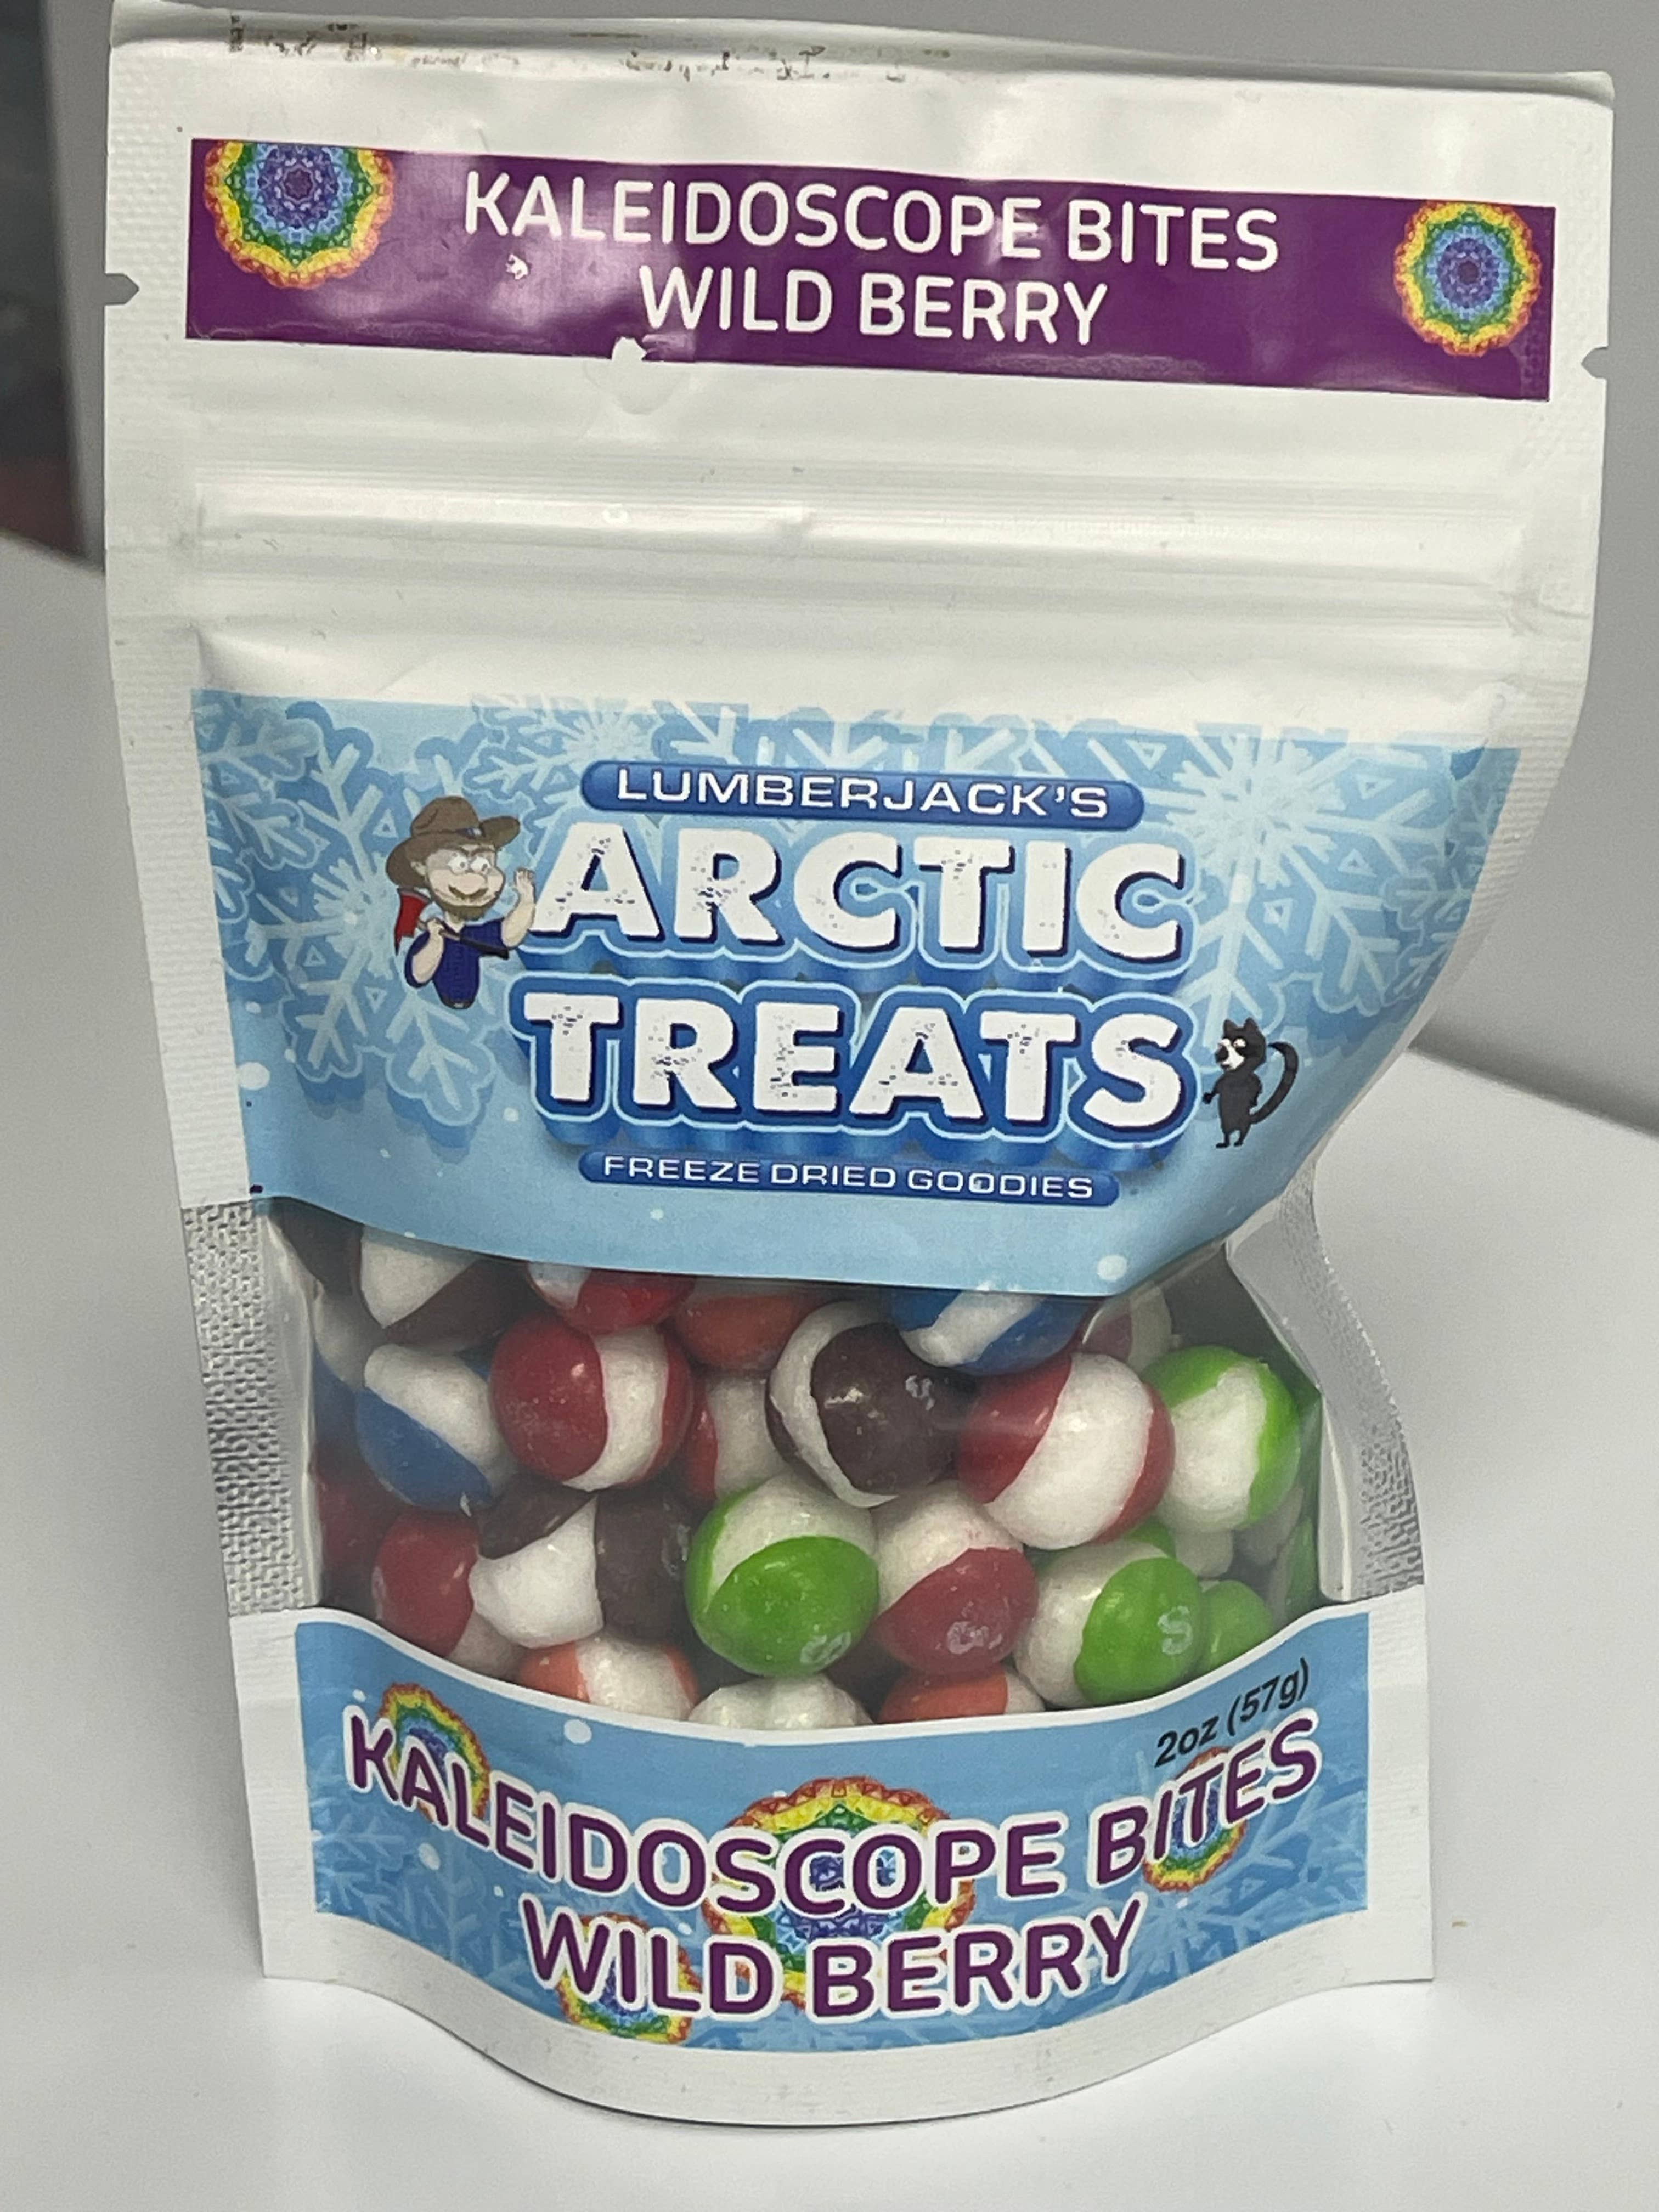 KALEIDOSCOPE BITES
WILD BERRY
LUMBERJACK'S
ARCTIC
TREATS
FREEZE DRIED GOODIES
S
S
S
2oz (57g)
KALEIDOSCOPE BITES
WILD BERRY